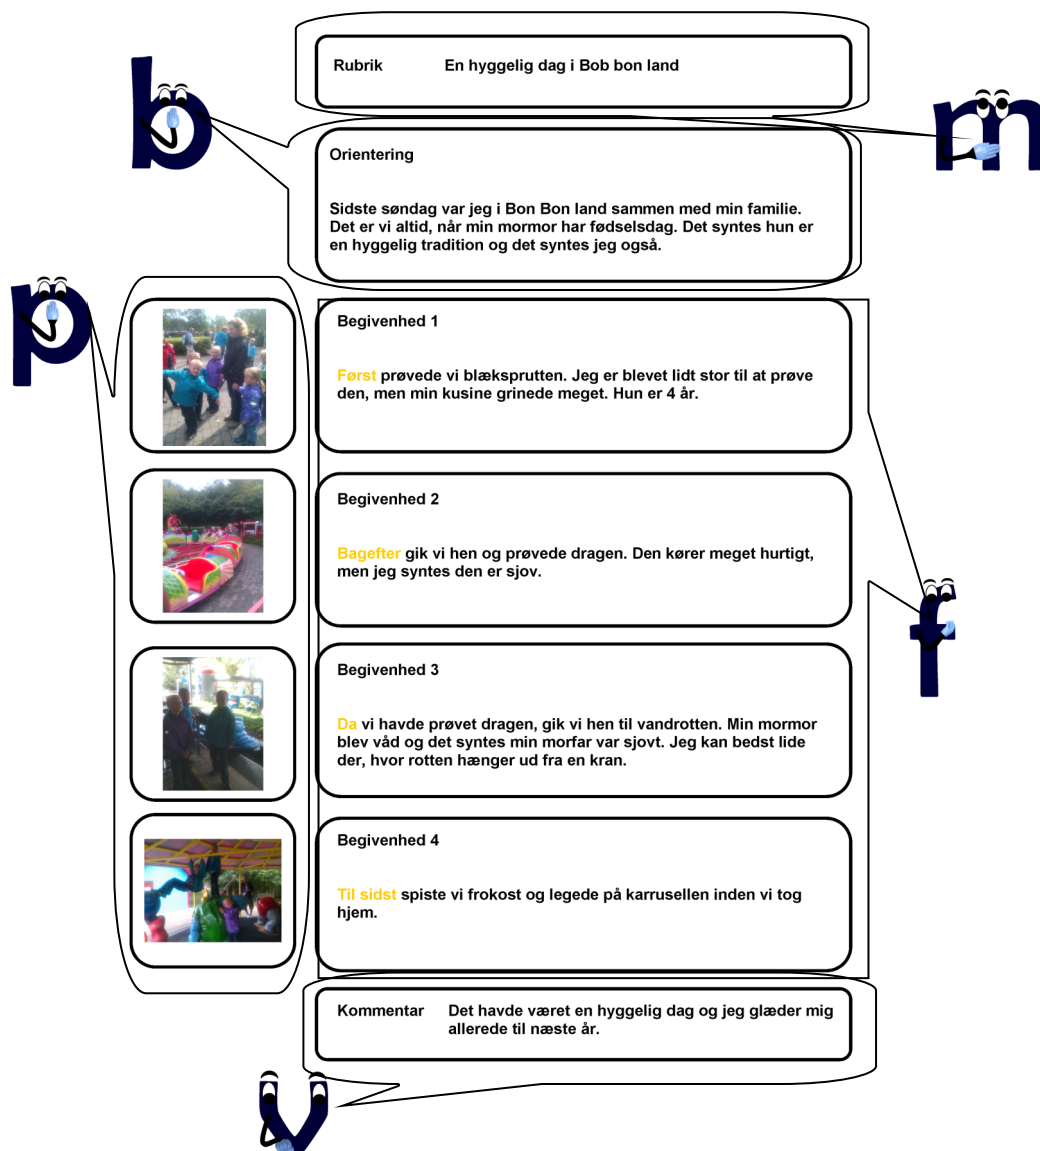 Rubrik En hyggelig dag i Bob bon land
Orientering
Sidste søndag var jeg i Bon Bon land sammen med min familie.
Det er vi altid, når min mormor har fødselsdag. Det syntes hun er
en hyggelig tradition og det syntes jeg også.
Begivenhed 1
Først prøvede vi blæksprutten. Jeg er blevet lidt stor til at prøve
den, men min kusine grinede meget. Hun er 4 år.
Begivenhed 2
Bagefter gik vi hen og prøvede dragen. Den kører meget hurtigt,
men jeg syntes den er sjov.
Begivenhed 3
Da vi havde prøvet dragen, gik vi hen til vandrotten. Min mormor
blev våd og det syntes min morfar var sjovt. Jeg kan bedst lide
der, hvor rotten hænger ud fra en kran.
Begivenhed 4
Til sidst spiste vi frokost og legede på karrusellen inden vi tog
hjem.
Kommentar Det havde været en hyggelig dag og jeg glæder mig
allerede til næste år.
b
m
p
f
v